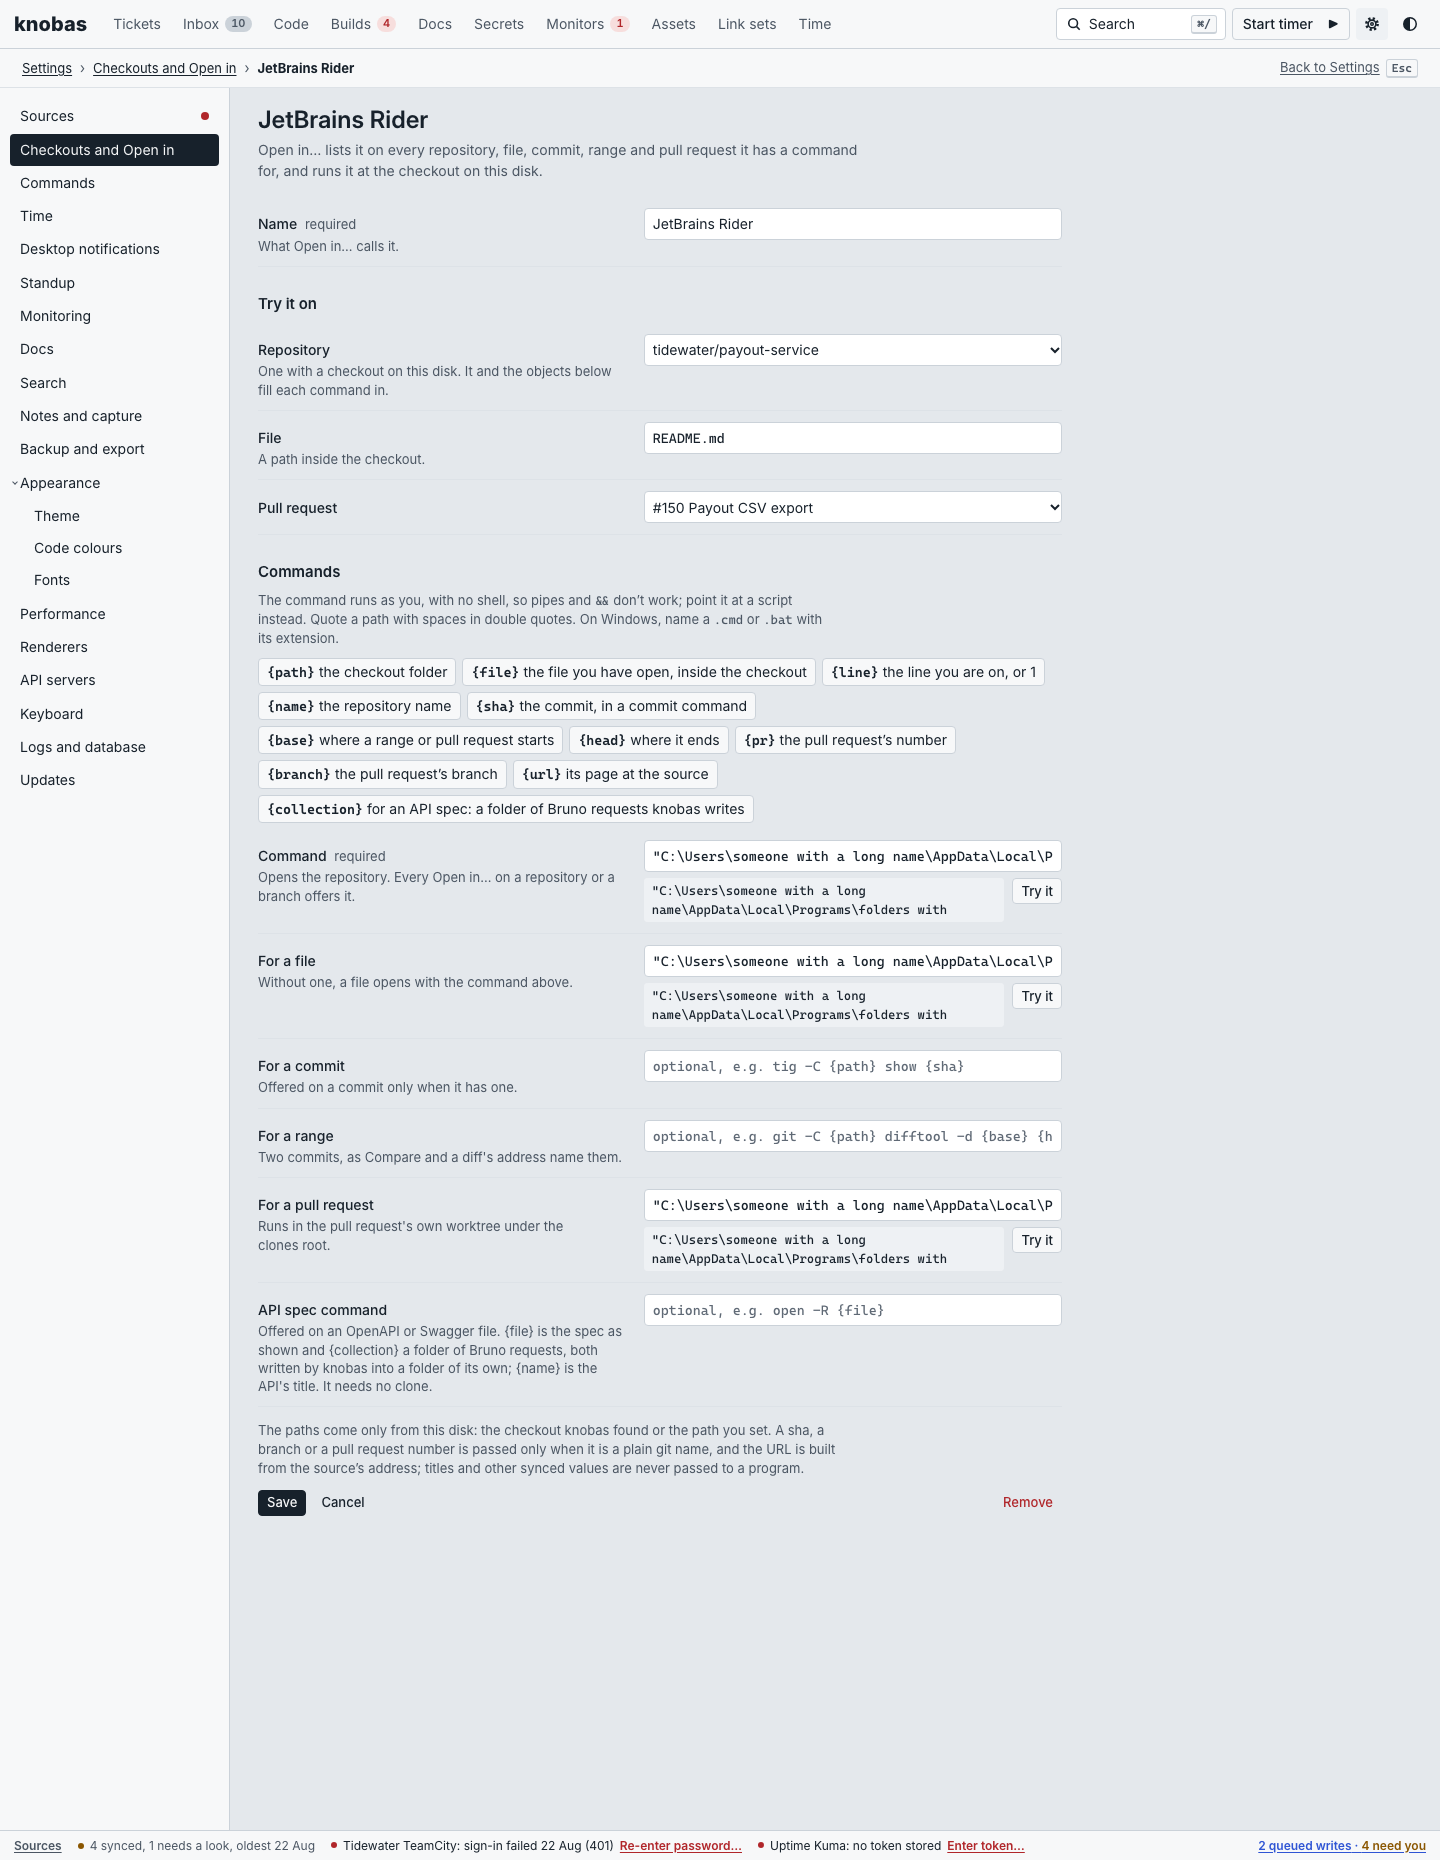 knobas Tickets Inbox 10 Code Builds 4 Docs Secrets Monitors 1 Assets Link sets Time Search ⌘/ Start timer ▶
Settings › Checkouts and Open in › JetBrains Rider Back to Settings Esc
Sources
Checkouts and Open in
Commands
Time
Desktop notifications
Standup
Monitoring
Docs
Search
Notes and capture
Backup and export
Appearance
Theme
Code colours
Fonts
Performance
Renderers
API servers
Keyboard
Logs and database
Updates
JetBrains Rider
Open in… lists it on every repository, file, commit, range and pull request it has a command
for, and runs it at the checkout on this disk.
Name required
JetBrains Rider
What Open in… calls it.
Try it on
Repository
tidewater/payout-service
One with a checkout on this disk. It and the objects below
fill each command in.
File
README.md
A path inside the checkout.
Pull request
#150 Payout CSV export
Commands
The command runs as you, with no shell, so pipes and && don’t work; point it at a script
instead. Quote a path with spaces in double quotes. On Windows, name a .cmd or .bat with
its extension.
{path} the checkout folder {file} the file you have open, inside the checkout {line} the line you are on, or 1
{name} the repository name {sha} the commit, in a commit command
{base} where a range or pull request starts {head} where it ends {pr} the pull request’s number
{branch} the pull request’s branch {url} its page at the source
{collection} for an API spec: a folder of Bruno requests knobas writes
Command required
"C:\Users\someone with a long name\AppData\Local\P
Opens the repository. Every Open in… on a repository or a
branch offers it.
"C:\Users\someone with a long
name\AppData\Local\Programs\folders with
Try it
For a file
"C:\Users\someone with a long name\AppData\Local\P
Without one, a file opens with the command above.
"C:\Users\someone with a long
name\AppData\Local\Programs\folders with
Try it
For a commit
optional, e.g. tig -C {path} show {sha}
Offered on a commit only when it has one.
For a range
optional, e.g. git -C {path} difftool -d {base} {h
Two commits, as Compare and a diff's address name them.
For a pull request
"C:\Users\someone with a long name\AppData\Local\P
Runs in the pull request's own worktree under the
clones root.
"C:\Users\someone with a long
name\AppData\Local\Programs\folders with
Try it
API spec command
optional, e.g. open -R {file}
Offered on an OpenAPI or Swagger file. {file} is the spec as
shown and {collection} a folder of Bruno requests, both
written by knobas into a folder of its own; {name} is the
API's title. It needs no clone.
The paths come only from this disk: the checkout knobas found or the path you set. A sha, a
branch or a pull request number is passed only when it is a plain git name, and the URL is built
from the source’s address; titles and other synced values are never passed to a program.
Save Cancel Remove
Sources 4 synced, 1 needs a look, oldest 22 Aug Tidewater TeamCity: sign-in failed 22 Aug (401) Re-enter password… Uptime Kuma: no token stored Enter token… 2 queued writes · 4 need you